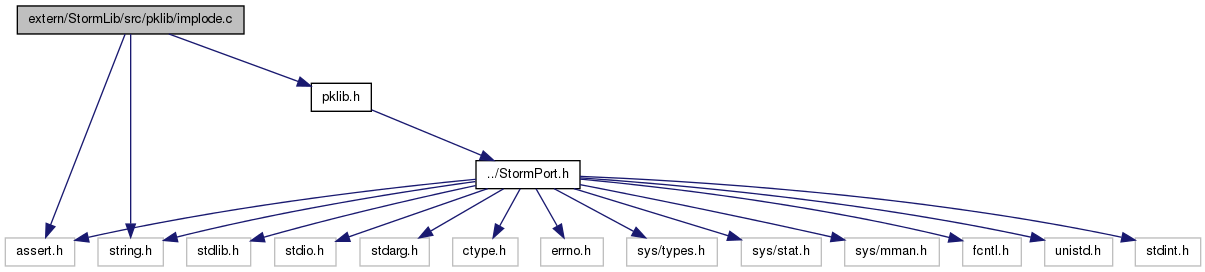 extern/StormLib/src/pklib/implode.c
pklib.h
../StormPort.h
assert.h
string.h
stdlib.h
stdio.h
stdarg.h
ctype.h
errno.h
sys/types.h
sys/stat.h
sys/mman.h
fcntl.h
unistd.h
stdint.h